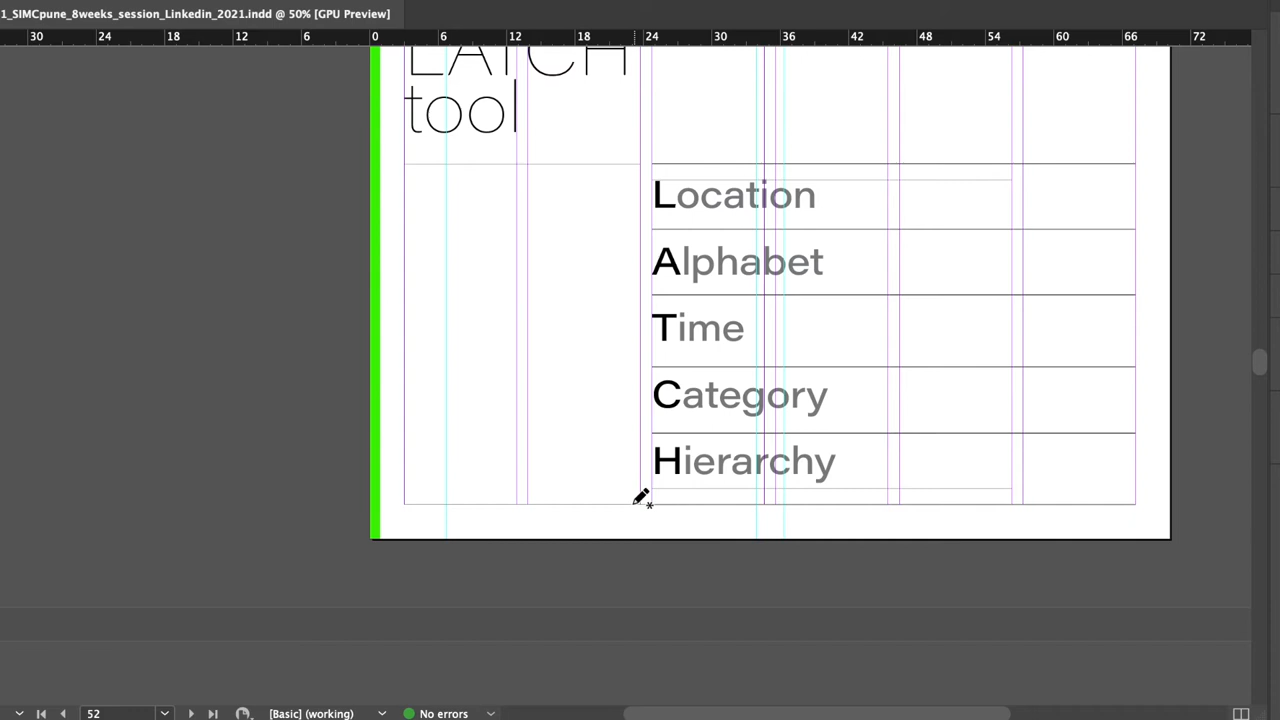 1_SIMCpune_8weeks_session_Linkedin_2021.indd @ 50% [GPU Preview]
30 24 18 12 6 0 6 12 18 24 30 36 42 48 54 60 66 72
LATCH
tool
Location
Alphabet
Time
Category
Hierarchy
52 [Basic] (working) No errors